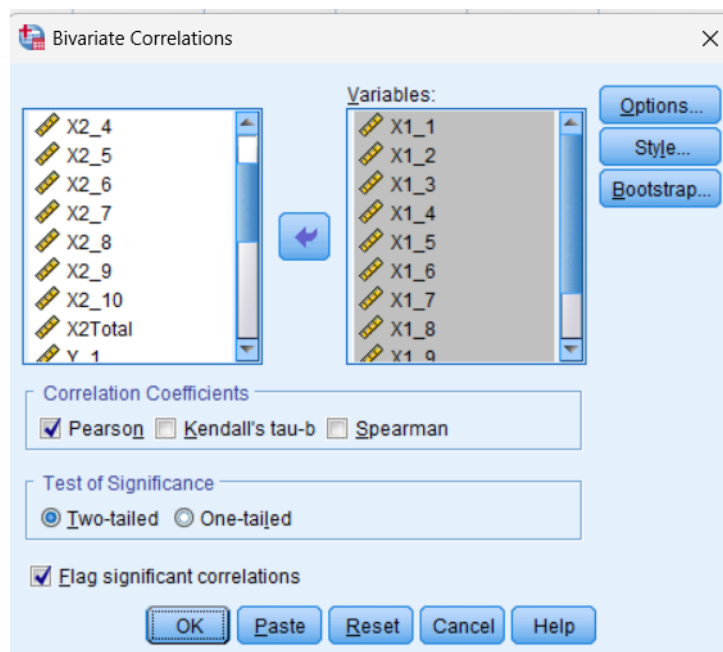 Bivariate Correlations
X2_4
X2_5
X2_6
X2_7
X2_8
X2_9
X2_10
X2Total
Y_1
Variables:
X1_1
X1_2
X1_3
X1_4
X1_5
X1_6
X1_7
X1_8
X1_9
Options...
Style...
Bootstrap...
Correlation Coefficients
Pearson Kendall's tau-b Spearman
Test of Significance
Two-tailed One-tailed
Flag significant correlations
OK Paste Reset Cancel Help